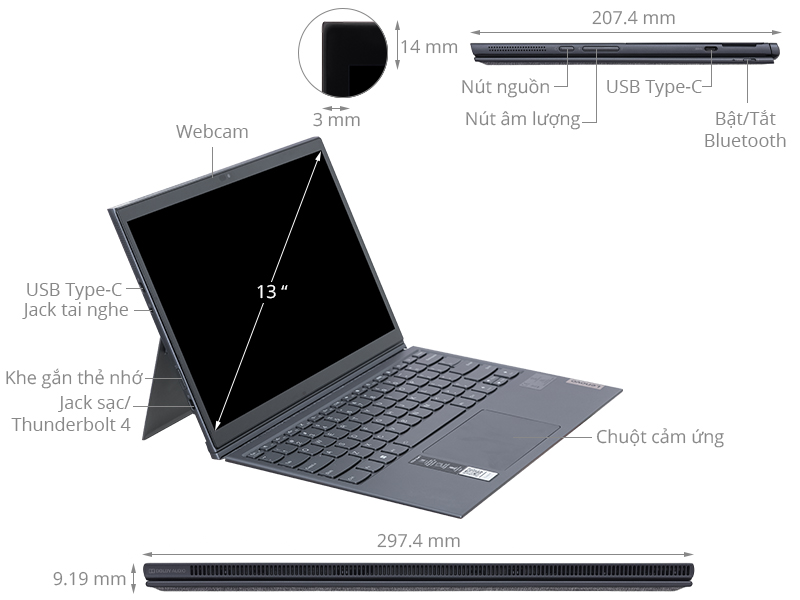 207.4 mm
14 mm
3 mm
Nút nguồn
USB Type-C
Nút âm lượng
Bật/Tắt
Bluetooth
Webcam
13 “
USB Type-C
Jack tai nghe
Khe gắn thẻ nhớ
Jack sạc/
Thunderbolt 4
Chuột cảm ứng
297.4 mm
9.19 mm